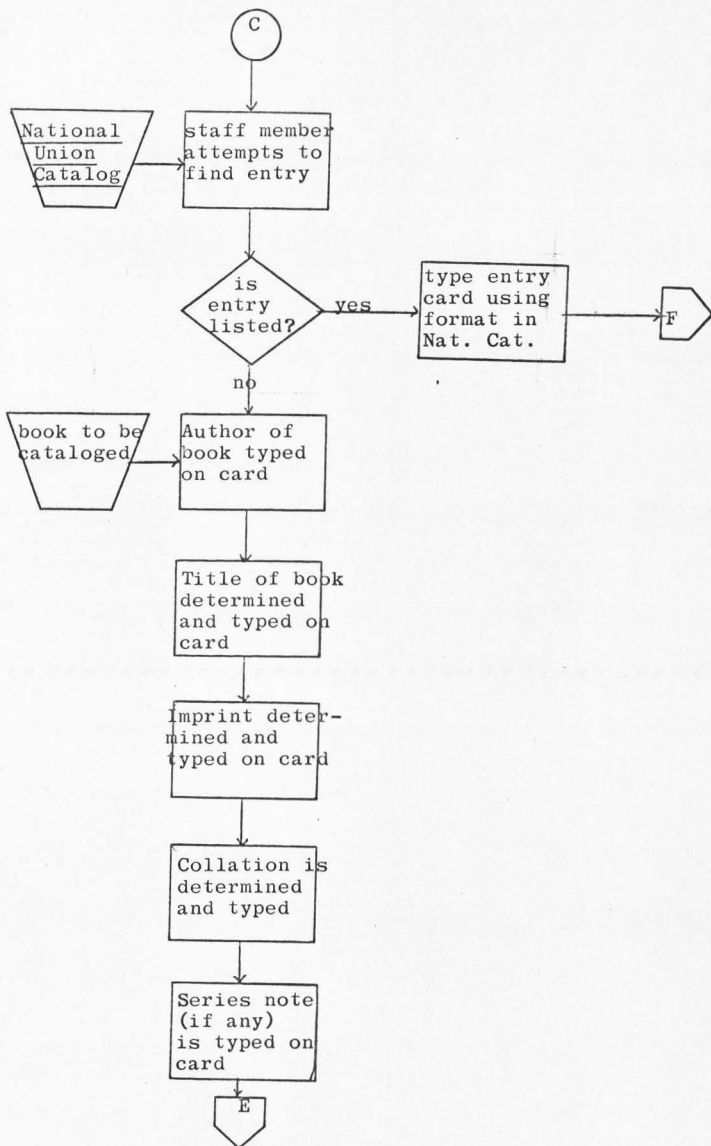 C
National
Union
Catalog
staff member
attempts to
find entry
is
entry
listed?
yes
type entry
card using
format in
Nat. Cat.
F
no
book to be
cataloged
Author of
book typed
on card
Title of book
determined
and typed on
card
Imprint deter-
mined and
typed on card
Collation is
determined
and typed
Series note
(if any)
is typed on
card
E